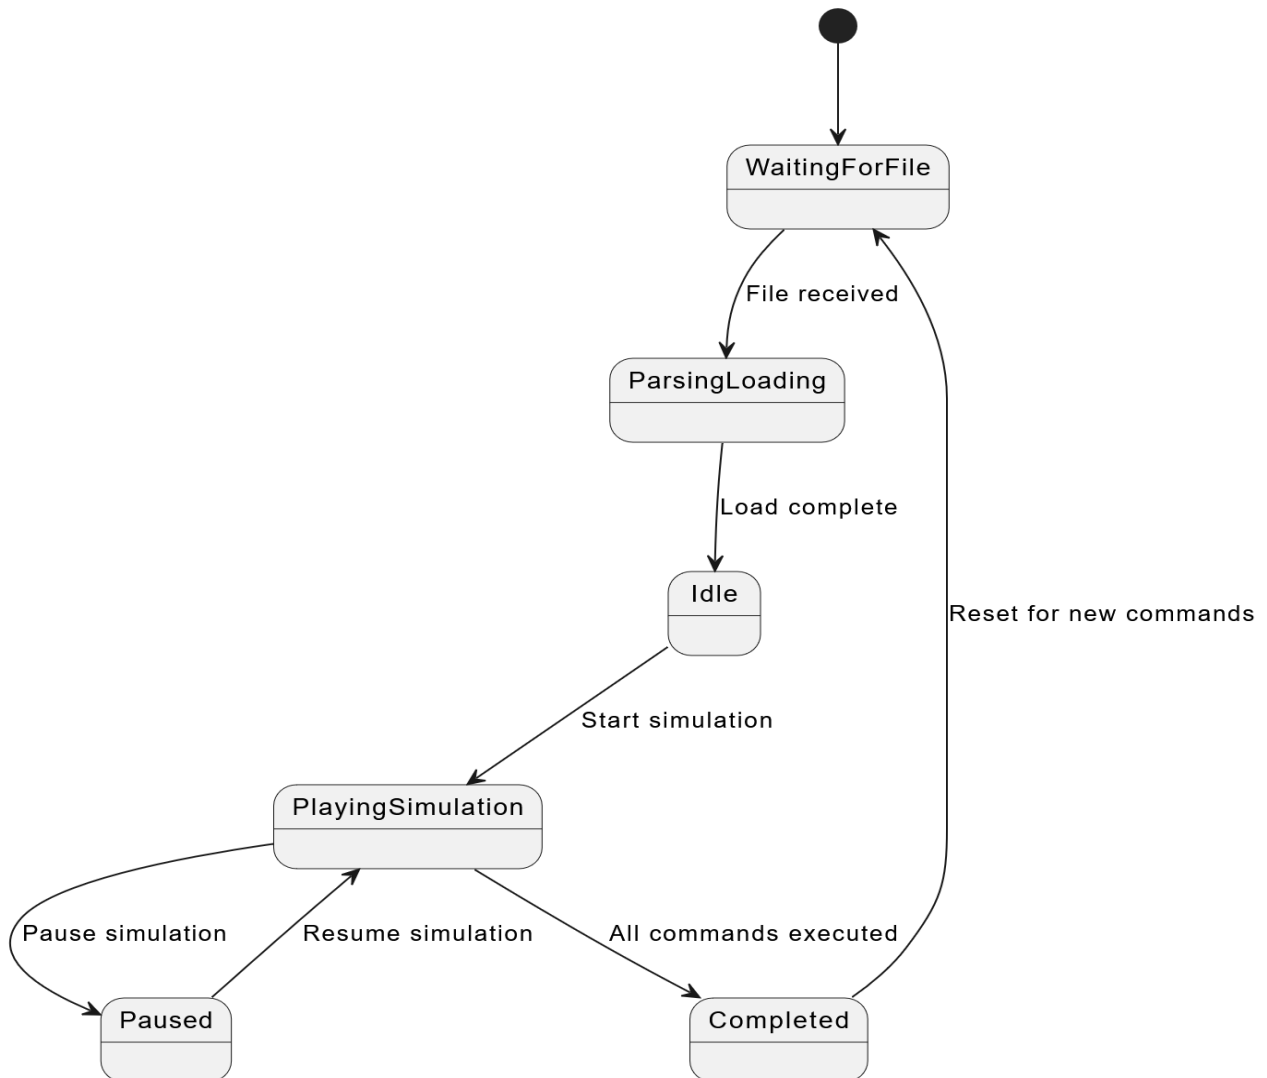 WaitingForFile
File received
ParsingLoading
Load complete
Idle
Reset for new commands
Start simulation
PlayingSimulation
Pause simulation
Resume simulation
All commands executed
Paused
Completed